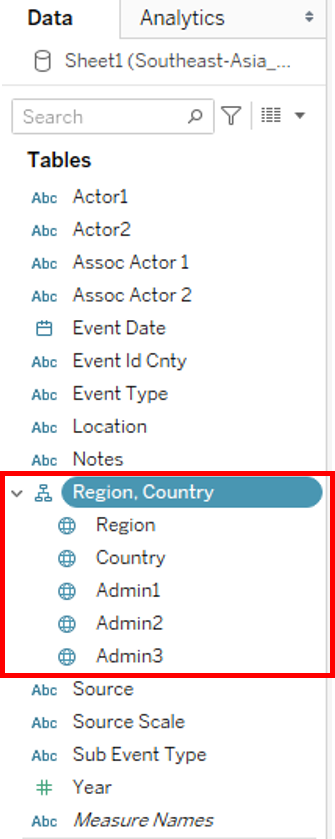 Data Analytics
Sheet1 (Southeast-Asia_...
Search
Tables
Abc Actor1
Abc Actor2
Abc Assoc Actor 1
Abc Assoc Actor 2
Event Date
Abc Event Id Cnty
Abc Event Type
Abc Location
Abc Notes
Region, Country
Region
Country
Admin1
Admin2
Admin3
Abc Source
Abc Source Scale
Abc Sub Event Type
# Year
Abc Measure Names